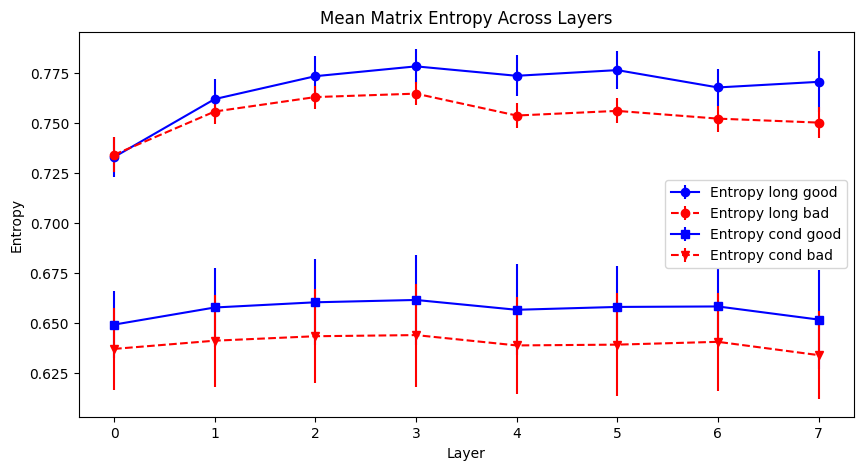 Mean Matrix Entropy Across Layers
Entropy
0.775
0.750
0.725
0.700
0.675
0.650
0.625
Entropy long good
Entropy long bad
Entropy cond good
Entropy cond bad
0 1 2 3 4 5 6 7
Layer